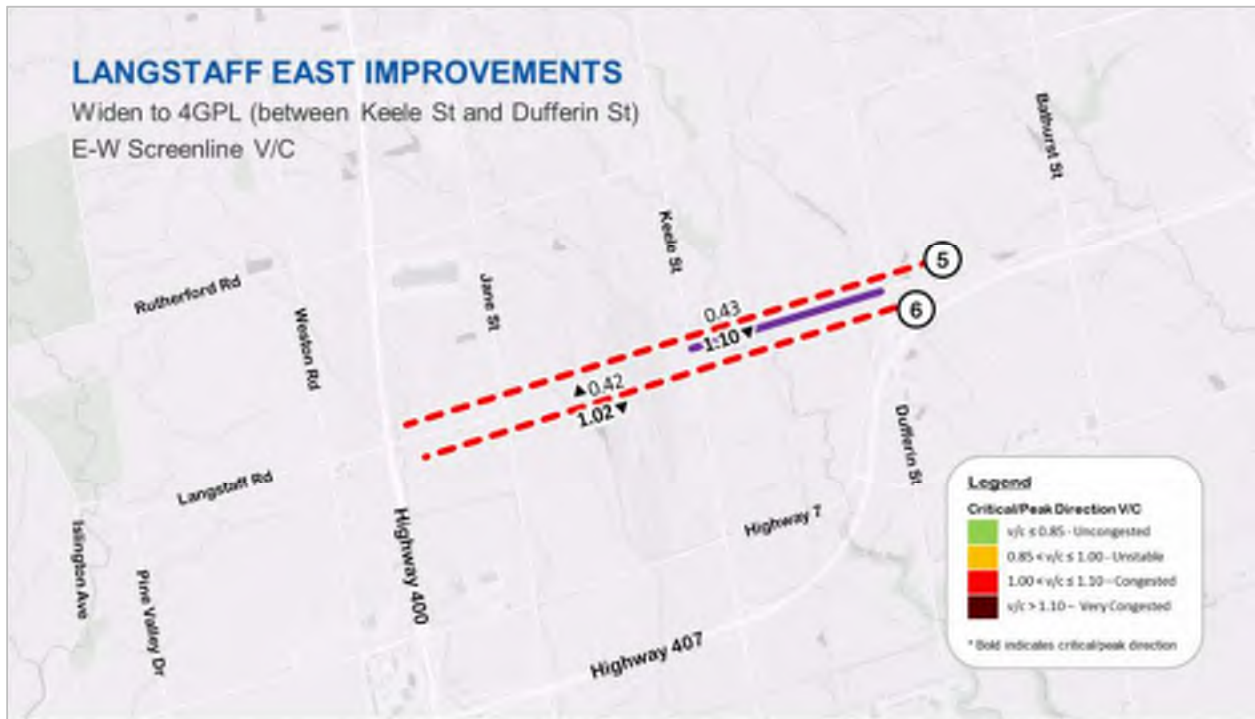 LANGSTAFF EAST IMPROVEMENTS
Widen to 4GPL (between Keele St and Dufferin St)
E-W Screenline V/C
Bathurst St
Keele St
5
Rutherford Rd
Jane St
6
0.43
Weston Rd
1.10▼
▲0.42
1.02▼
Dufferin St
Langstaff Rd
Highway 7
Islington Ave
Highway 400
Pine Valley Dr
Highway 407
Legend
Critical/Peak Direction V/C
v/c ≤ 0.85 - Uncongested
0.85 < v/c ≤ 1.00 - Unstable
1.00 < v/c ≤ 1.10 – Congested
v/c > 1.10 – Very Congested
* Bold indicates critical/peak direction